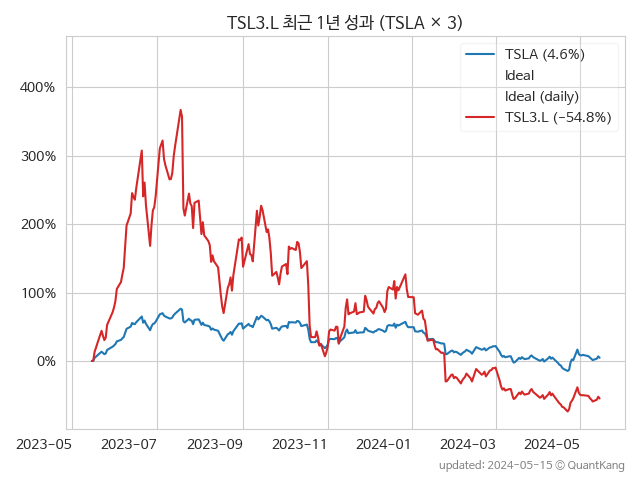 TSL3.L 최근 1년 성과 (TSLA × 3)
TSLA (4.6%)
Ideal
Ideal (daily)
TSL3.L (−54.8%)
400%
300%
200%
100%
0%
2023-05 2023-07 2023-09 2023-11 2024-01 2024-03 2024-05
updated: 2024-05-15 © QuantKang